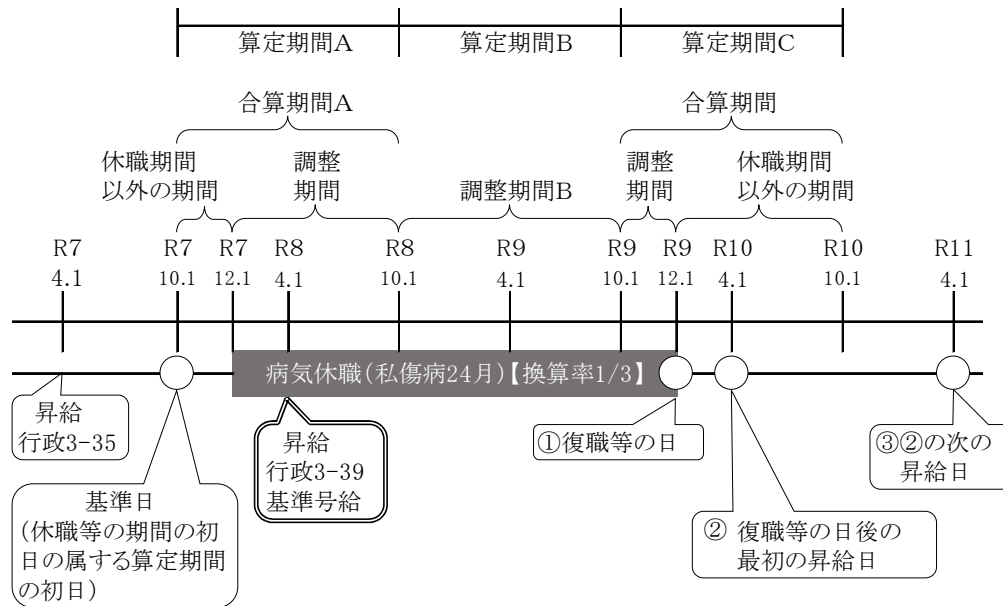 算定期間A
算定期間B
算定期間C
合算期間A
合算期間
休職期間
以外の期間
調整
期間
調整期間B
調整
期間
休職期間
以外の期間
R7
4.1
R7
10.1
R7
12.1
R8
4.1
R8
10.1
R9
4.1
R9
10.1
R9
12.1
R10
4.1
R10
10.1
R11
4.1
病気休職(私傷病24月)【換算率1/3】
昇給
行政3-35
昇給
行政3-39
基準号給
①復職等の日
③②の次の
昇給日
基準日
(休職等の期間の初
日の属する算定期間
の初日)
② 復職等の日後の
最初の昇給日